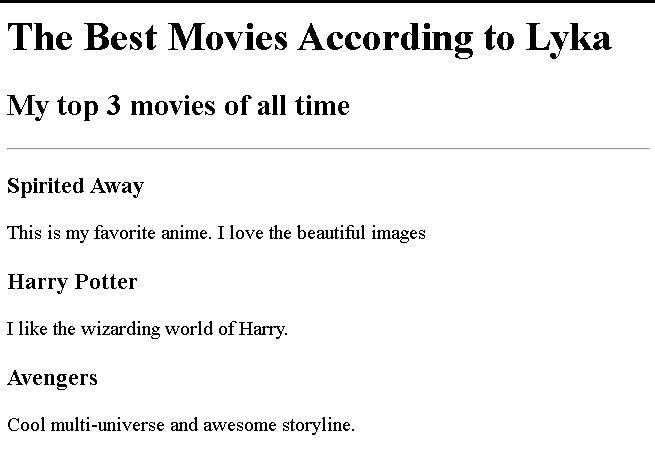 The Best Movies According to Lyka
My top 3 movies of all time
Spirited Away
This is my favorite anime. I love the beautiful images
Harry Potter
I like the wizarding world of Harry.
Avengers
Cool multi-universe and awesome storyline.